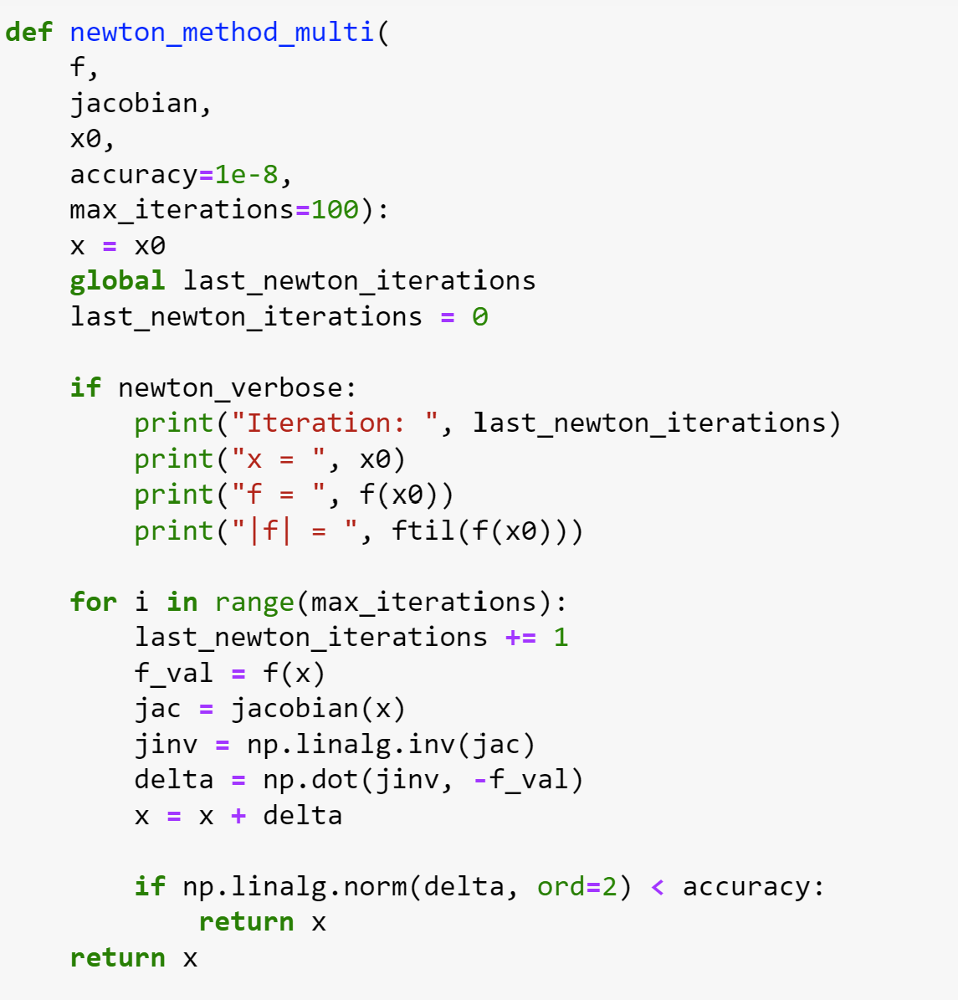 def newton_method_multi(
    f,
    jacobian,
    x0,
    accuracy=1e-8,
    max_iterations=100):
    x = x0
    global last_newton_iterations
    last_newton_iterations = 0

    if newton_verbose:
        print("Iteration: ", last_newton_iterations)
        print("x = ", x0)
        print("f = ", f(x0))
        print("|f| = ", ftil(f(x0)))

    for i in range(max_iterations):
        last_newton_iterations += 1
        f_val = f(x)
        jac = jacobian(x)
        jinv = np.linalg.inv(jac)
        delta = np.dot(jinv, -f_val)
        x = x + delta

        if np.linalg.norm(delta, ord=2) < accuracy:
            return x
    return x